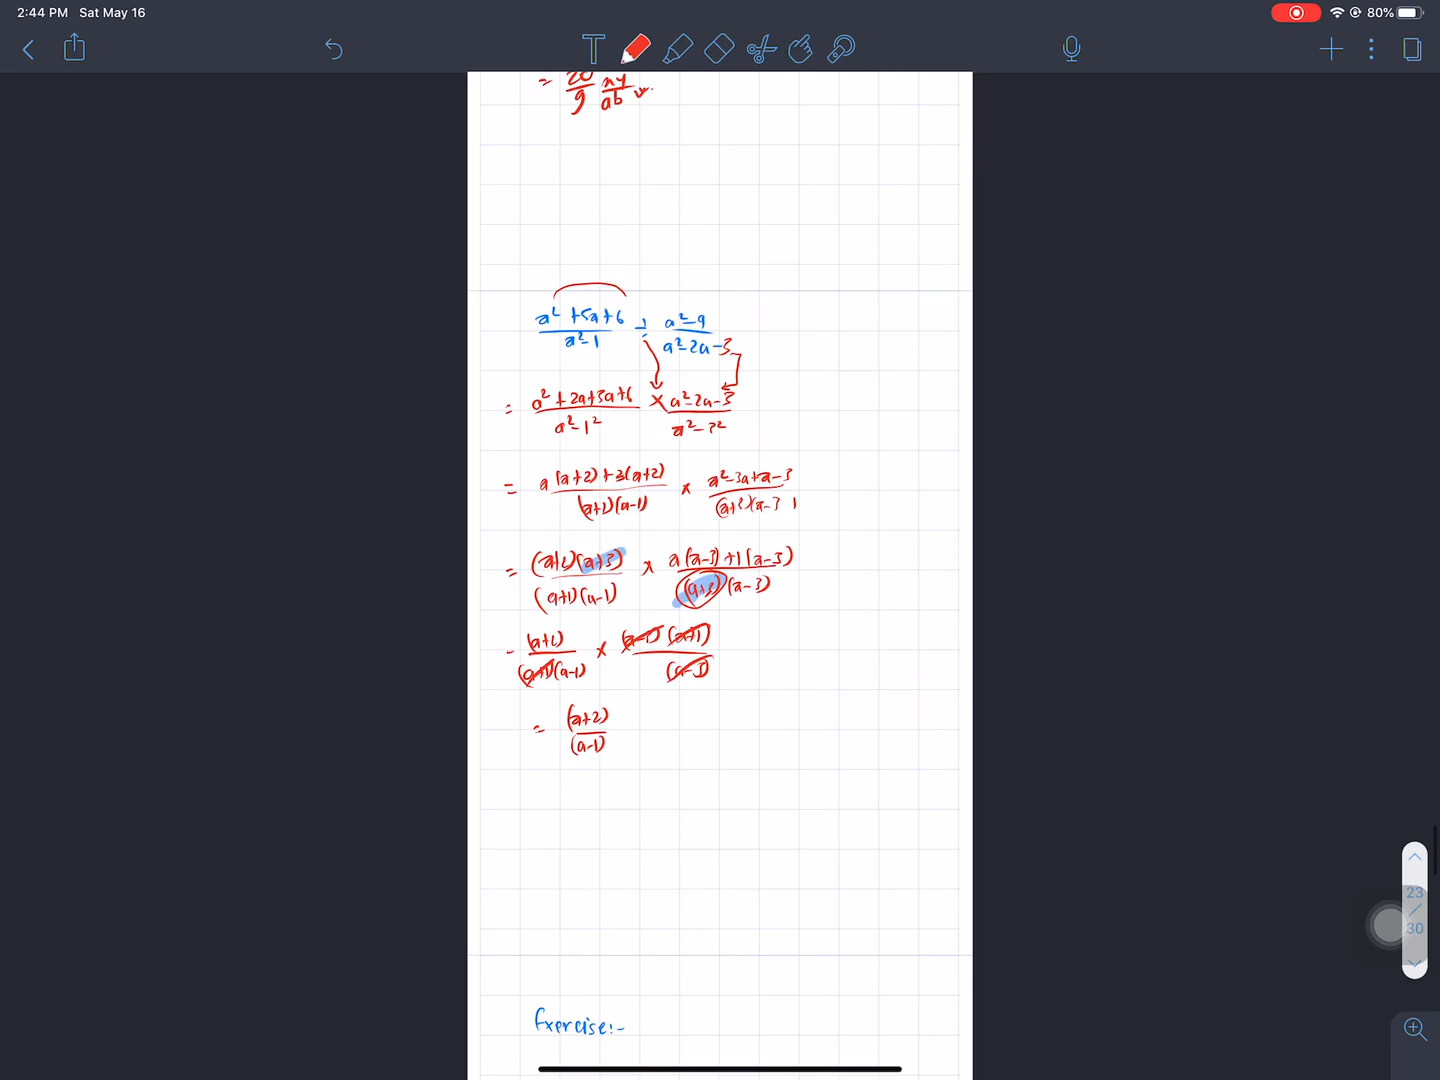 2:44 PM Sat May 16
80%
T
= 20/9 xy/ab
a² + 5a + 6 / a² - 1 ÷ a² - 9 / a² - 2a - 3
= a² + 2a + 3a + 6 / a² - 1² × a² - 2a - 3 / a² - 3²
= a(a+2) + 3(a+2) / (a+1)(a-1) × a² - 3a + a - 3 / (a+3)(a-3)
= (a+2)(a+3) / (a+1)(a-1) × a(a-3) + 1(a-3) / (a+3)(a-3)
= (a+2) / (a+1)(a-1) × (a-3)(a+1) / (a-3)
= (a+2) / (a-1)
23
/
30
Exercise:-